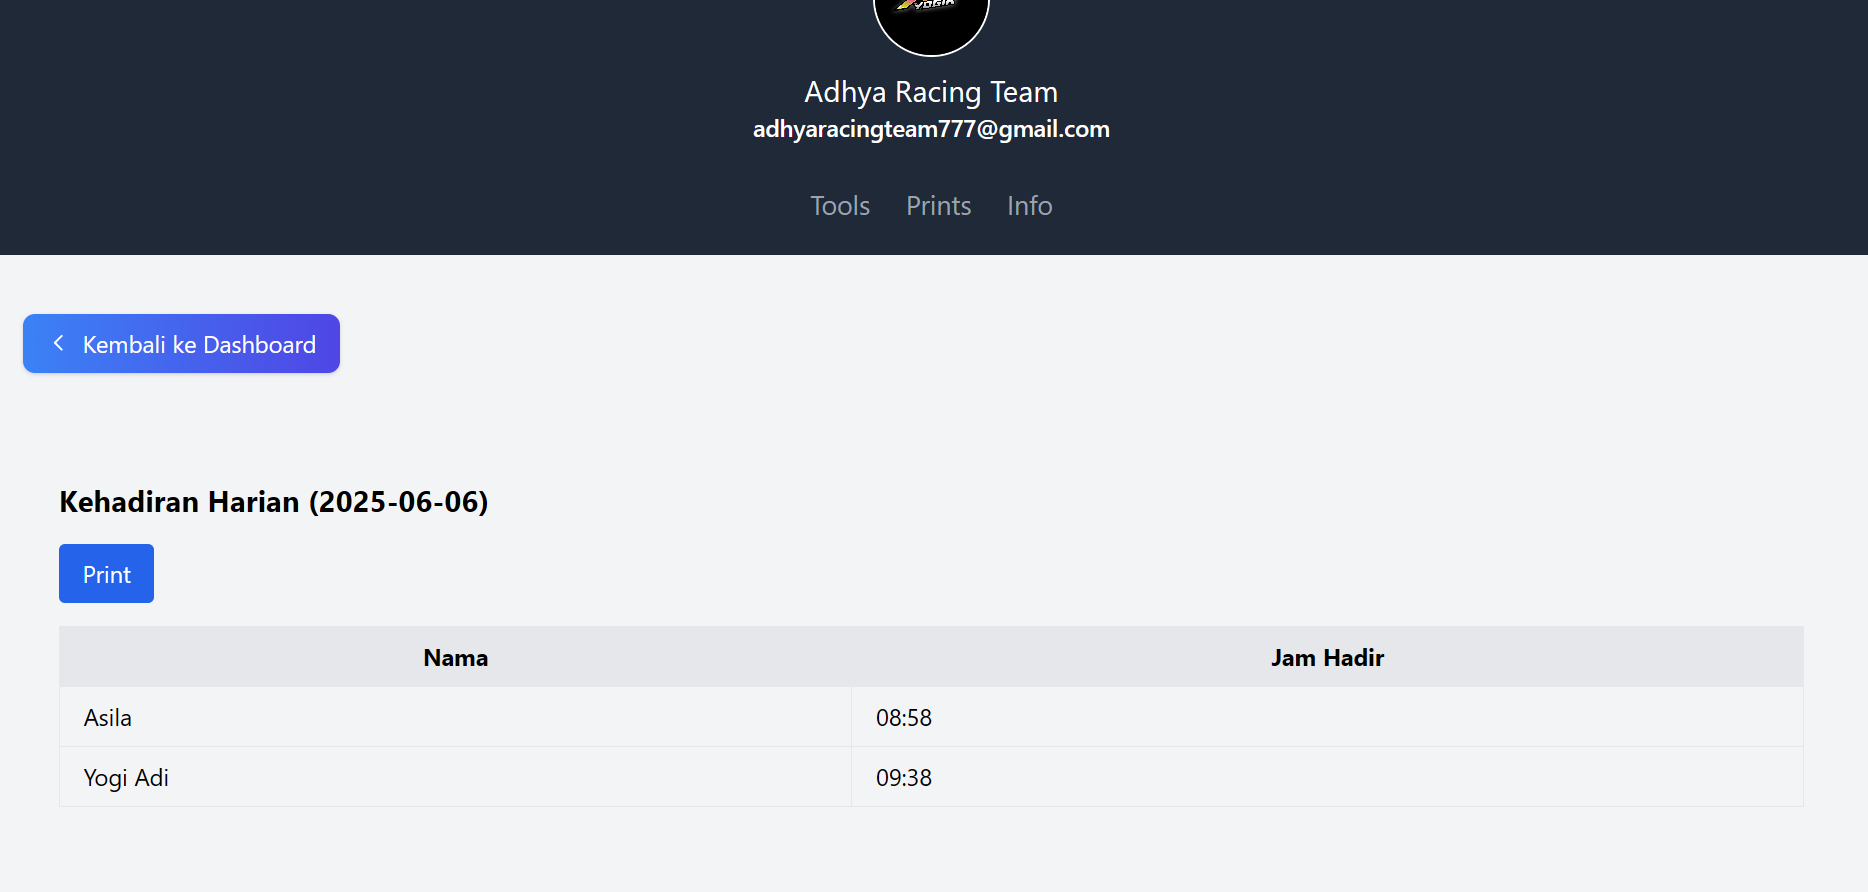 YOGIA
Adhya Racing Team
adhyaracingteam777@gmail.com
Tools Prints Info
Kembali ke Dashboard
Kehadiran Harian (2025-06-06)
Print
Nama Jam Hadir
Asila 08:58
Yogi Adi 09:38